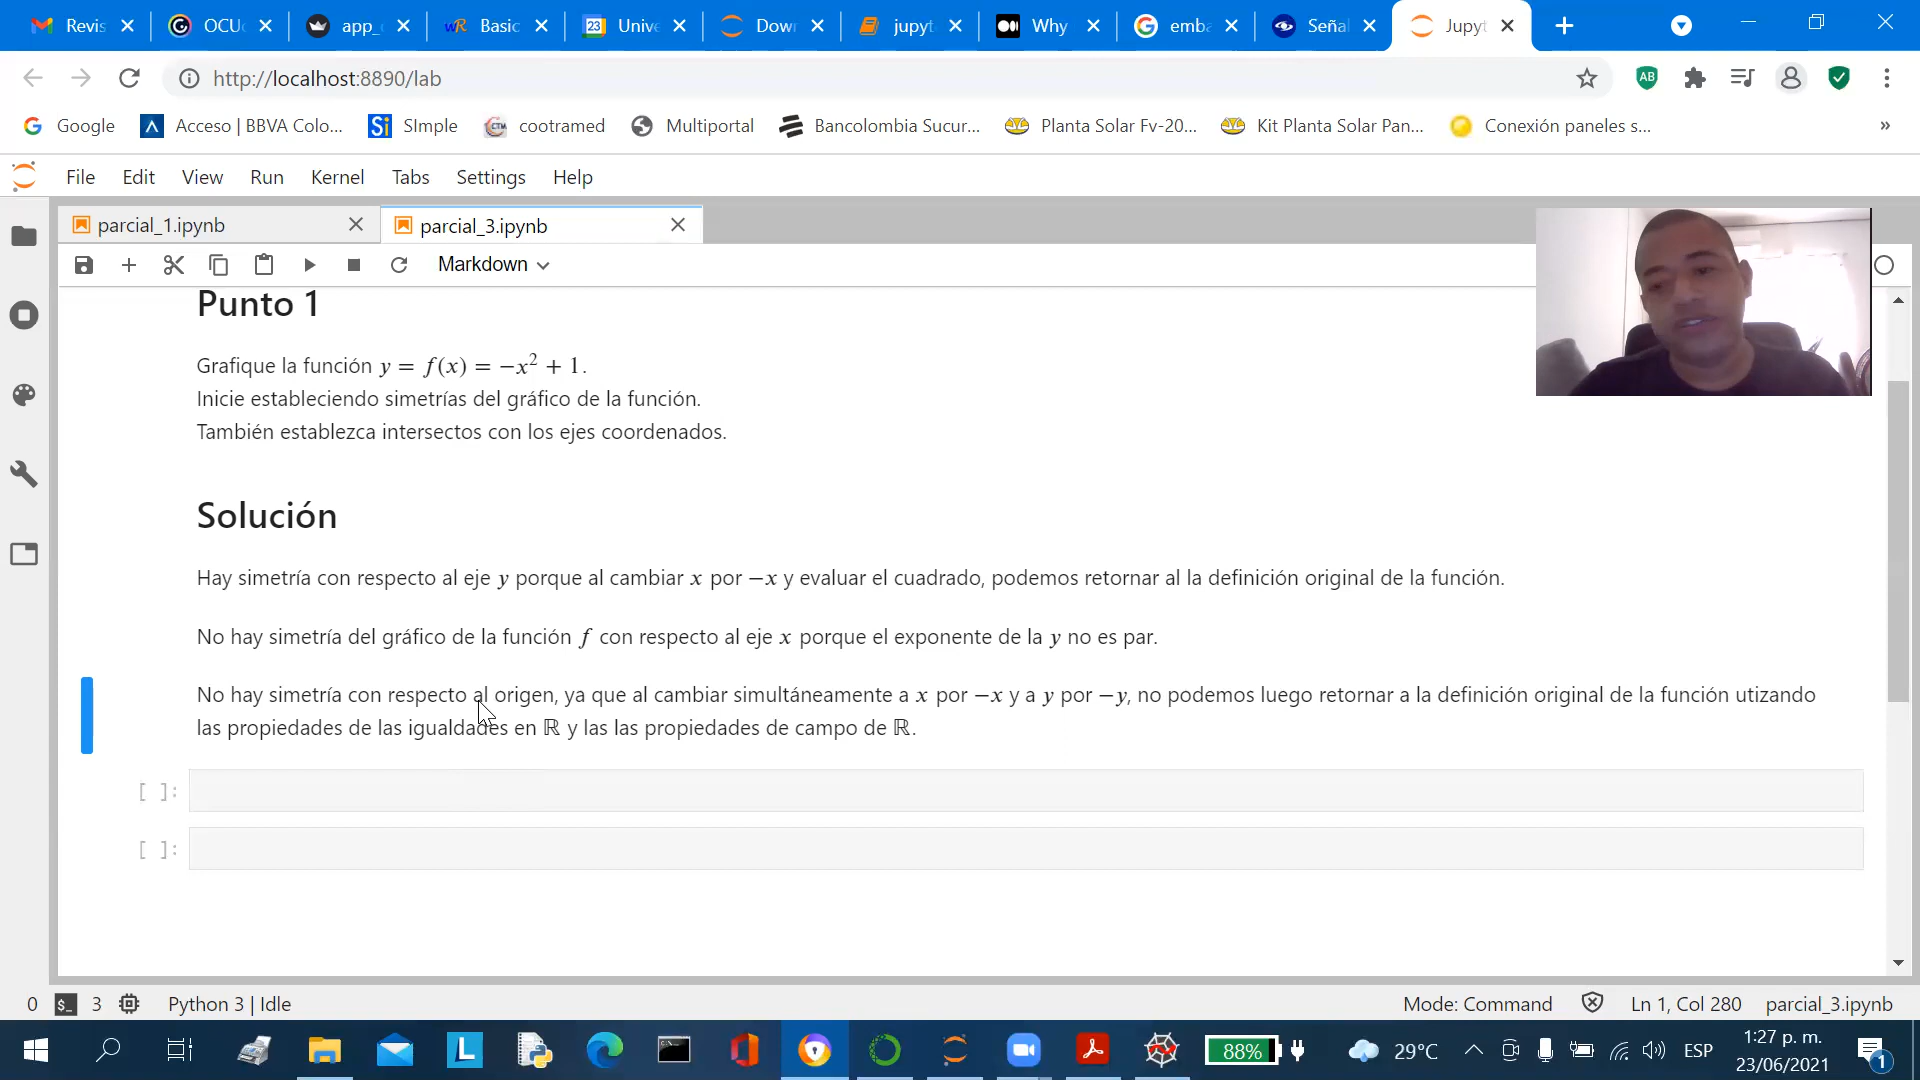 Revis
OCU
app_
Basic
Unive
Down
jupyt
Why
emba
Señal
Jupyt
http://localhost:8890/lab
Google
Acceso | BBVA Colo...
SImple
cootramed
Multiportal
Bancolombia Sucur...
Planta Solar Fv-20...
Kit Planta Solar Pan...
Conexión paneles s...
»
File Edit View Run Kernel Tabs Settings Help
parcial_1.ipynb
parcial_3.ipynb
Markdown
Punto 1
Grafique la función y = f(x) = −x² + 1.
Inicie estableciendo simetrías del gráfico de la función.
También establezca intersectos con los ejes coordenados.
Solución
Hay simetría con respecto al eje y porque al cambiar x por −x y evaluar el cuadrado, podemos retornar al la definición original de la función.
No hay simetría del gráfico de la función f con respecto al eje x porque el exponente de la y no es par.
No hay simetría con respecto al origen, ya que al cambiar simultáneamente a x por −x y a y por −y, no podemos luego retornar a la definición original de la función utizando
las propiedades de las igualdades en ℝ y las las propiedades de campo de ℝ.
[ ]:
[ ]:
0 3 Python 3 | Idle
Mode: Command Ln 1, Col 280 parcial_3.ipynb
88% 29°C ESP
1:27 p. m.
23/06/2021
1